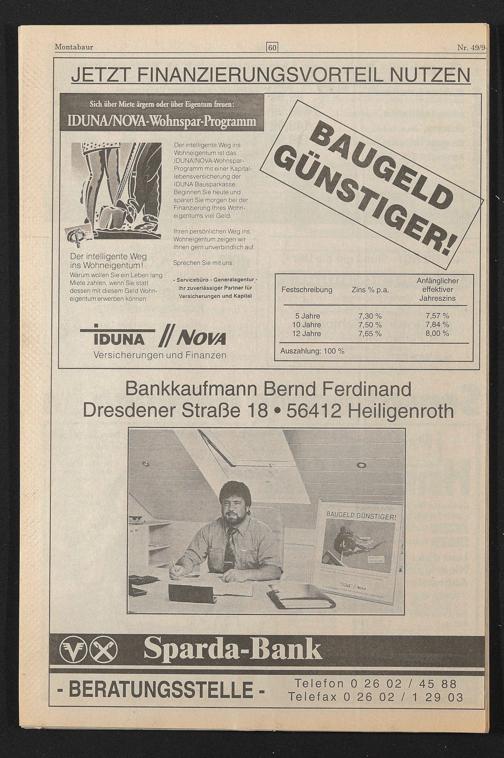 Montabaur
60
Nr. 49/9
JETZT FINANZIERUNGSVORTEIL NUTZEN
Sich über Miete ärgern oder über Eigentum freuen:
IDUNA/NOVA-Wohnspar-Programm
Der intelligente Weg ins
Wohneigentum ist das
IDUNA/NOVA-Wohnspar-
Programm mit einer Kapital-
lebensversicherung der
IDUNA Bausparkasse.
Beginnen Sie heute und
sparen Sie morgen bei der
Finanzierung Ihres Wohn-
eigentums viel Geld.
Ihren persönlichen Weg ins
Wohneigentum zeigen wir
Ihnen gern unverbindlich auf.
Sprechen Sie mit uns:
- Servicebüro - Generalagentur -
Ihr zuverlässiger Partner für
Versicherungen und Kapital
Der intelligente Weg
ins Wohneigentum!
Warum wollen Sie ein Leben lang
Miete zahlen, wenn Sie statt
dessen mit diesem Geld Wohn-
eigentum erwerben können
IDUNA // NOVA
Versicherungen und Finanzen
BAUGELD
GÜNSTIGER!
Festschreibung Zins % p.a. Anfänglicher
effektiver
Jahreszins
5 Jahre 7,30 % 7,57 %
10 Jahre 7,50 % 7,84 %
12 Jahre 7,65 % 8,00 %
Auszahlung: 100 %
Bankkaufmann Bernd Ferdinand
Dresdener Straße 18 • 56412 Heiligenroth
BAUGELD GÜNSTIGER!
Sparda-Bank
- BERATUNGSSTELLE -
Telefon 0 26 02 / 45 88
Telefax 0 26 02 / 1 29 03